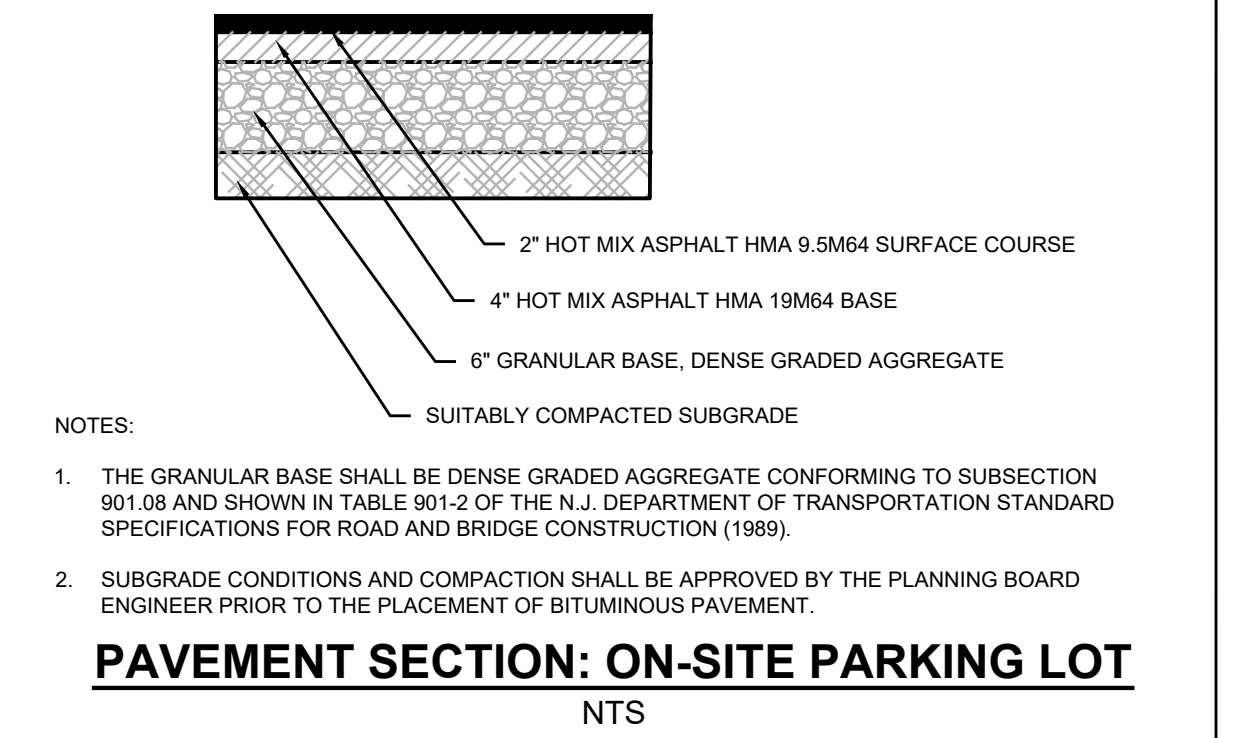 2" HOT MIX ASPHALT HMA 9.5M64 SURFACE COURSE
4" HOT MIX ASPHALT HMA 19M64 BASE
6" GRANULAR BASE, DENSE GRADED AGGREGATE
SUITABLY COMPACTED SUBGRADE
NOTES:
1. THE GRANULAR BASE SHALL BE DENSE GRADED AGGREGATE CONFORMING TO SUBSECTION
901.08 AND SHOWN IN TABLE 901-2 OF THE N.J. DEPARTMENT OF TRANSPORTATION STANDARD
SPECIFICATIONS FOR ROAD AND BRIDGE CONSTRUCTION (1989).
2. SUBGRADE CONDITIONS AND COMPACTION SHALL BE APPROVED BY THE PLANNING BOARD
ENGINEER PRIOR TO THE PLACEMENT OF BITUMINOUS PAVEMENT.
PAVEMENT SECTION: ON-SITE PARKING LOT
NTS